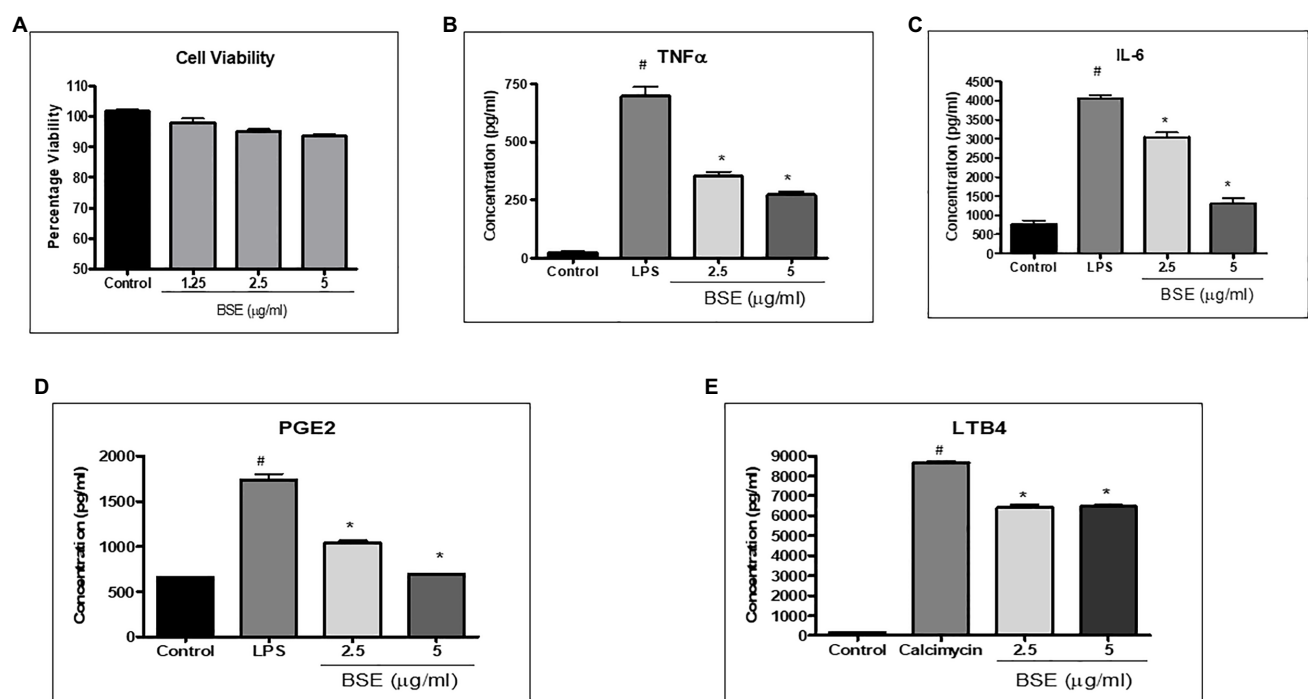 A
Cell Viability
Percentage Viability
110
100
90
80
70
60
50
Control 1.25 2.5 5
BSE (μg/ml)
B
TNFα
Concentration (pg/ml)
750
500
250
0
#
*
*
Control LPS 2.5 5
BSE (μg/ml)
C
IL-6
Concentration (pg/ml)
4500
4000
3500
3000
2500
2000
1500
1000
500
0
#
*
*
Control LPS 2.5 5
BSE (μg/ml)
D
PGE2
Concentration (pg/ml)
2000
1500
1000
500
0
#
*
*
Control LPS 2.5 5
BSE (μg/ml)
E
LTB4
Concentration (pg/ml)
9000
8000
7000
6000
5000
4000
3000
2000
1000
0
#
*
*
Control Calcimycin 2.5 5
BSE (μg/ml)